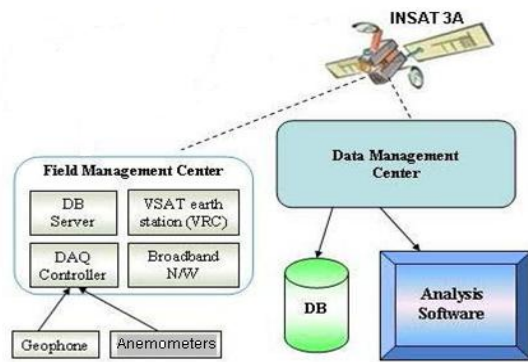 INSAT 3A
Field Management Center
DB
Server
VSAT earth
station (VRC)
DAQ
Controller
Broadband
N/W
Geophone
Anemometers
Data Management
Center
DB
Analysis
Software